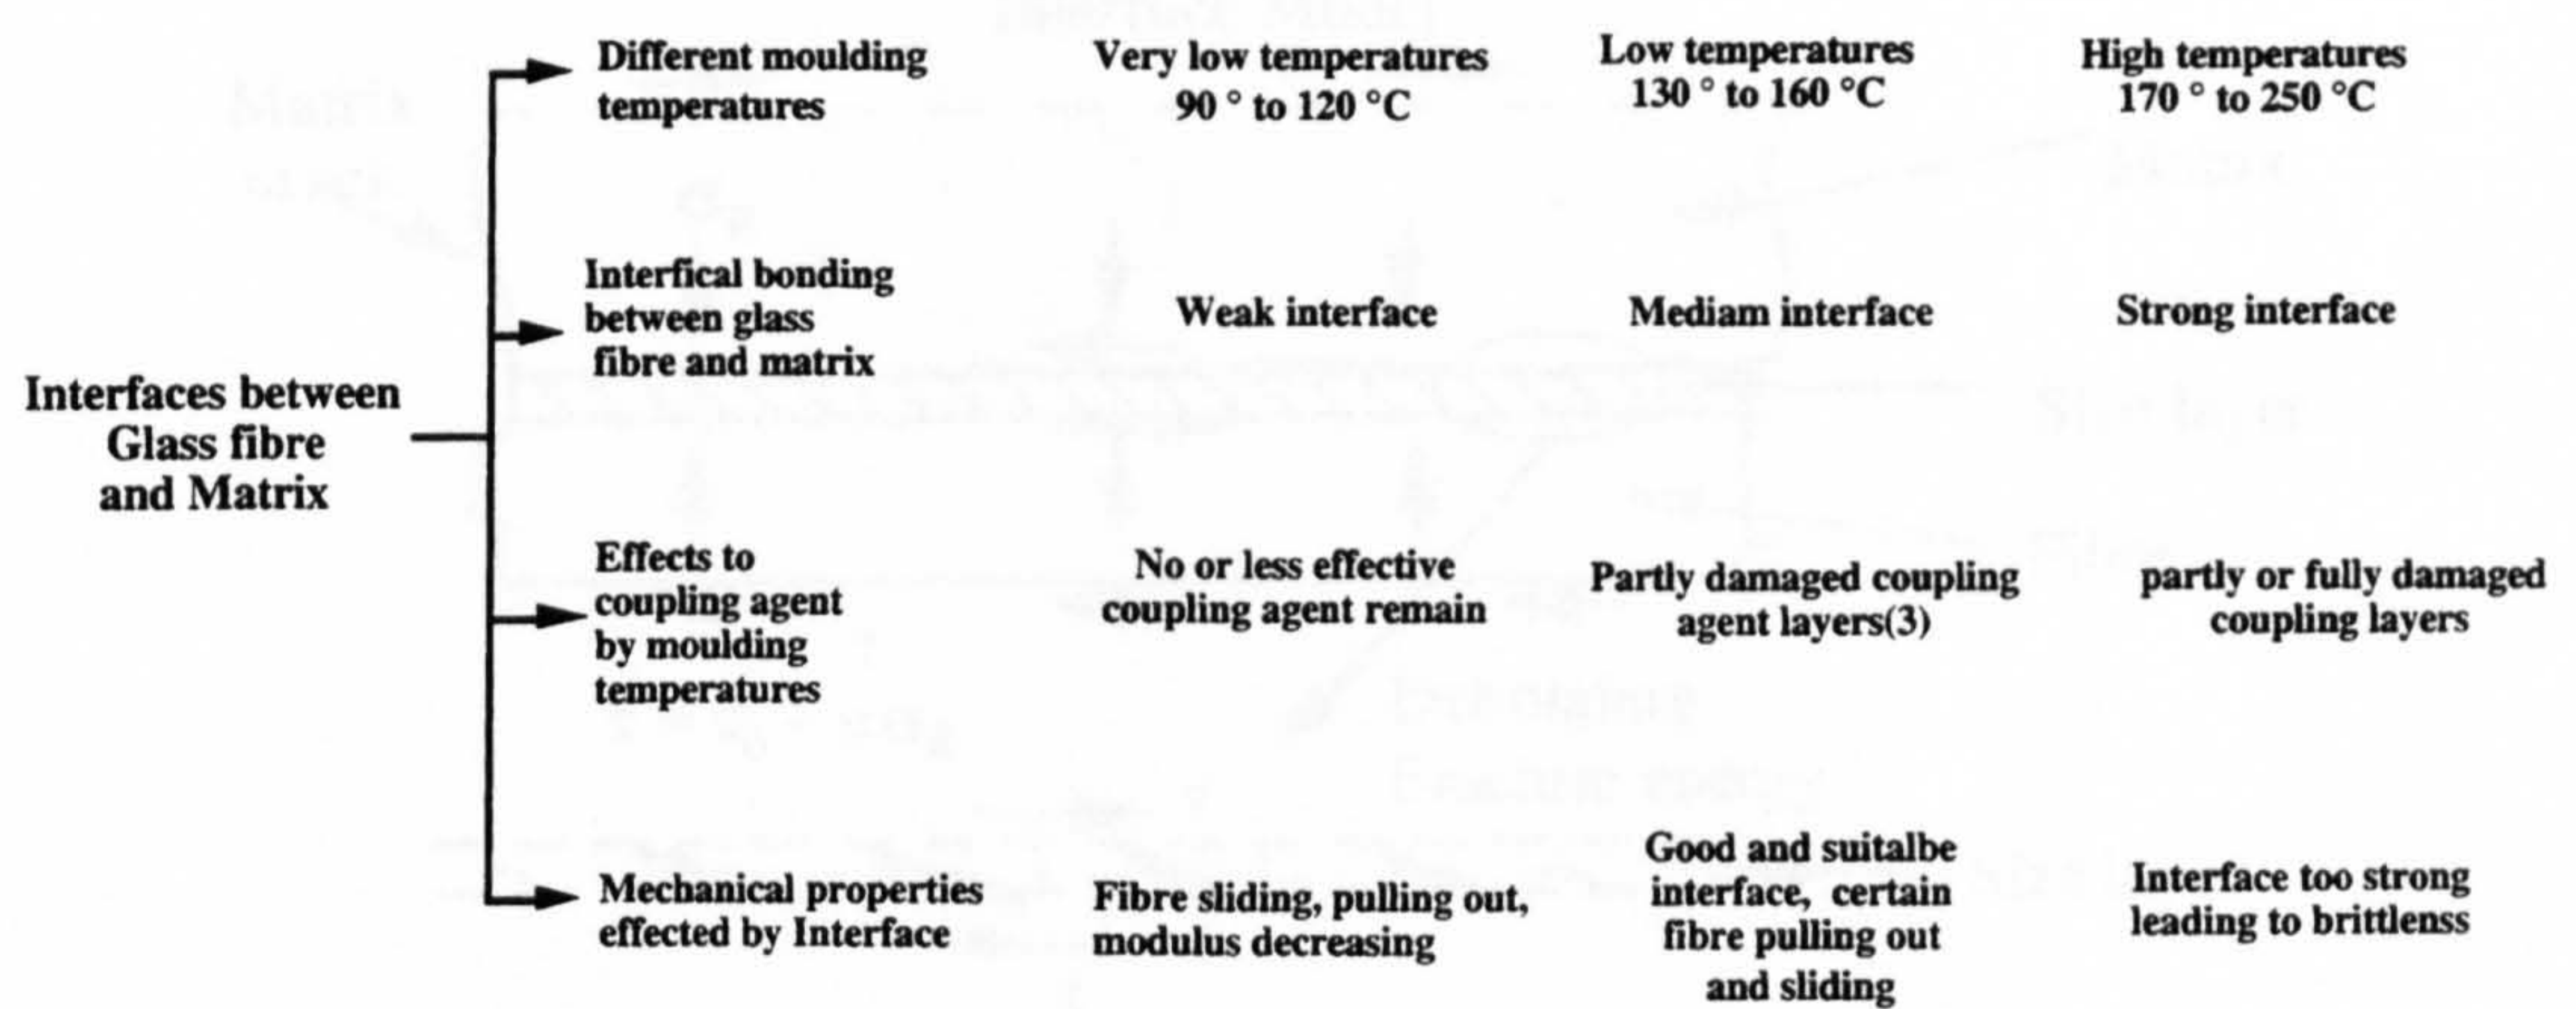 Interfaces between
Glass fibre
and Matrix
Different moulding
temperatures
Very low temperatures
90 ° to 120 °C
Low temperatures
130 ° to 160 °C
High temperatures
170 ° to 250 °C
Interfical bonding
between glass
fibre and matrix
Weak interface
Mediam interface
Strong interface
Effects to
coupling agent
by moulding
temperatures
No or less effective
coupling agent remain
Partly damaged coupling
agent layers(3)
partly or fully damaged
coupling layers
Mechanical properties
effected by Interface
Fibre sliding, pulling out,
modulus decreasing
Good and suitalbe
interface, certain
fibre pulling out
and sliding
Interface too strong
leading to brittlenss